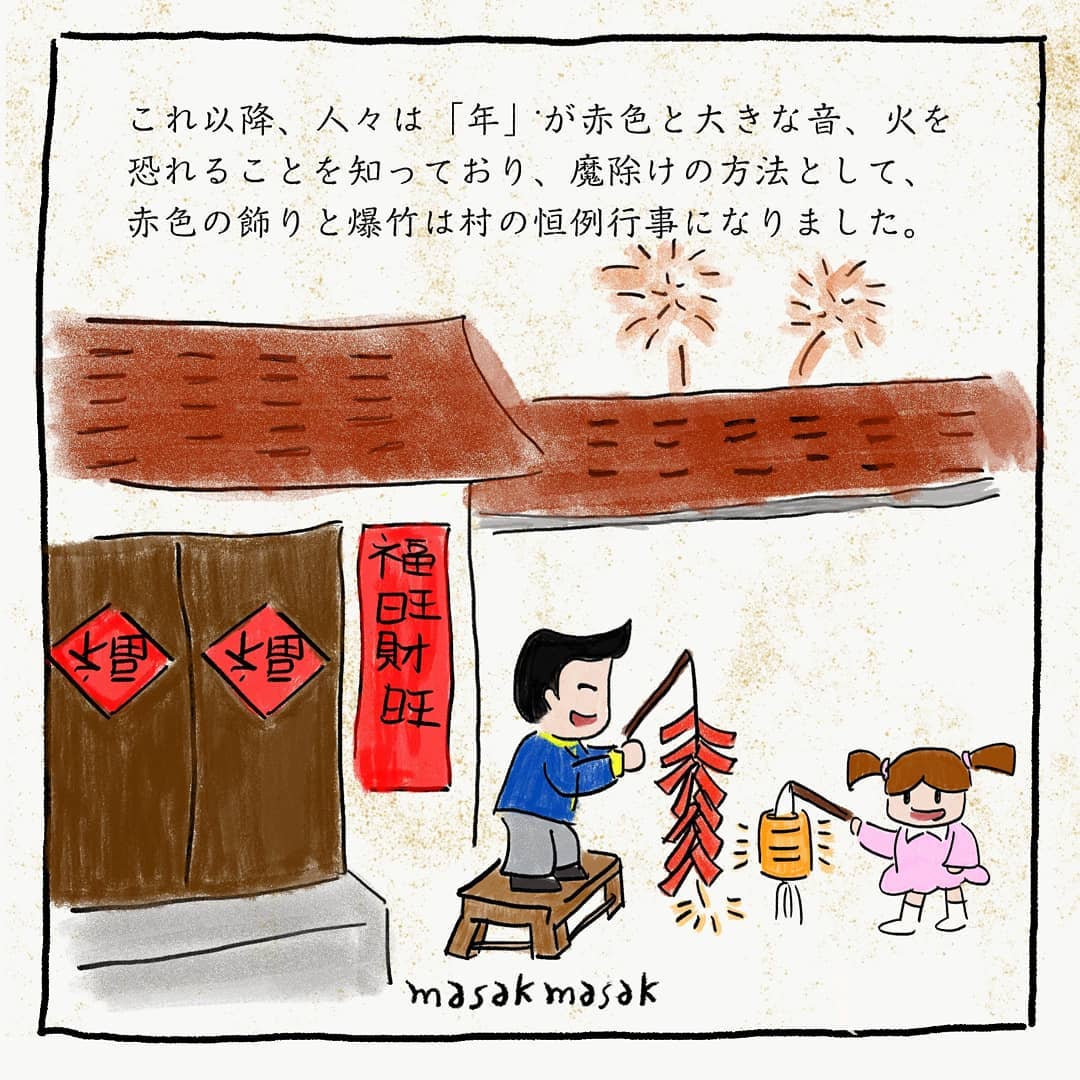 これ以降、人々は「年」が赤色と大きな音、火を
恐れることを知っており、魔除けの方法として、
赤色の飾りと爆竹は村の恒例行事になりました。
福
旺
財
旺
福
福
masak masak